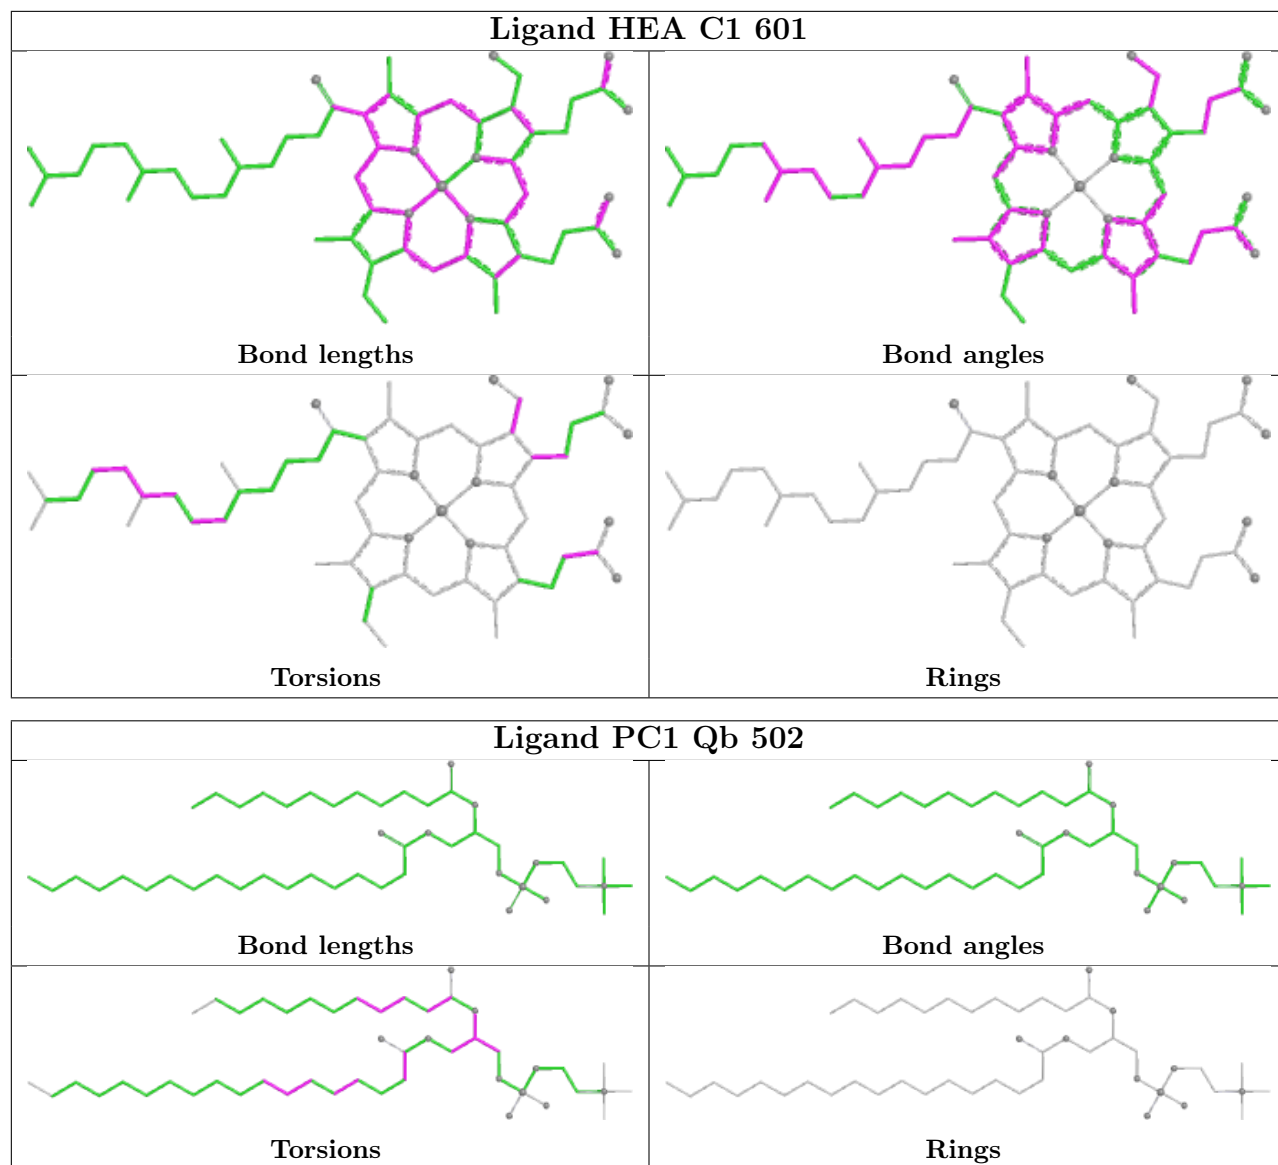 Ligand HEA C1 601
Bond lengths
Bond angles
Torsions
Rings
Ligand PC1 Qb 502
Bond lengths
Bond angles
Torsions
Rings